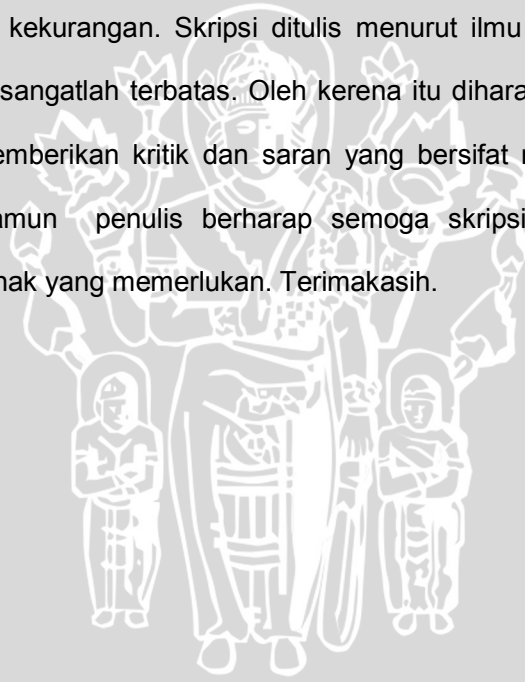 kekurangan. Skripsi ditulis menurut ilmu
sangatlah terbatas. Oleh kerena itu dihara
emberikan kritik dan saran yang bersifat
amun penulis berharap semoga skripsi
yang memerlukan. Terimakasih.